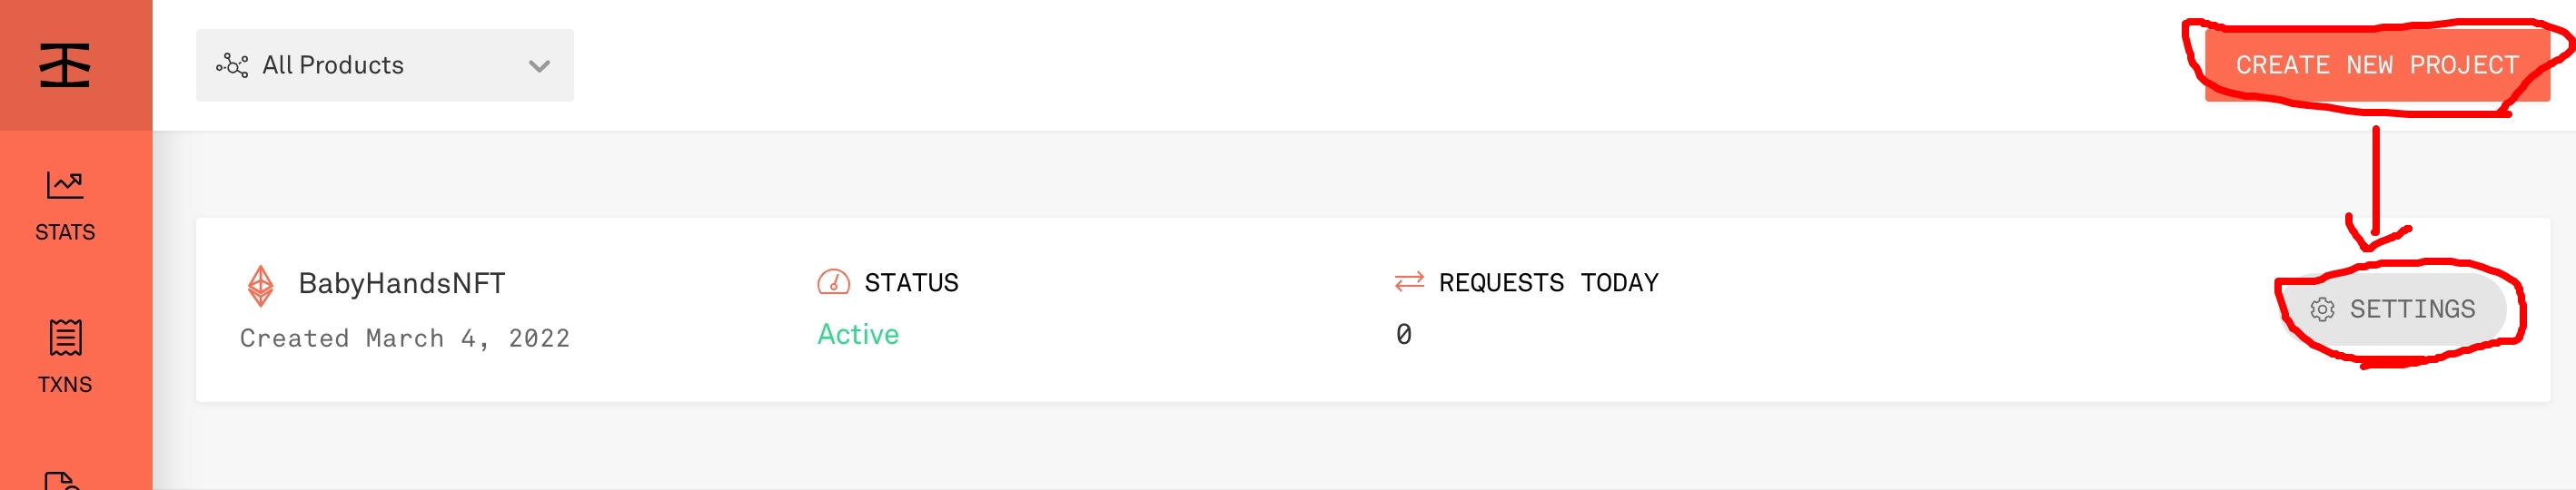 All Products
CREATE NEW PROJECT
STATS
BabyHandsNFT
STATUS
REQUESTS TODAY
SETTINGS
Created March 4, 2022
Active
0
TXNS